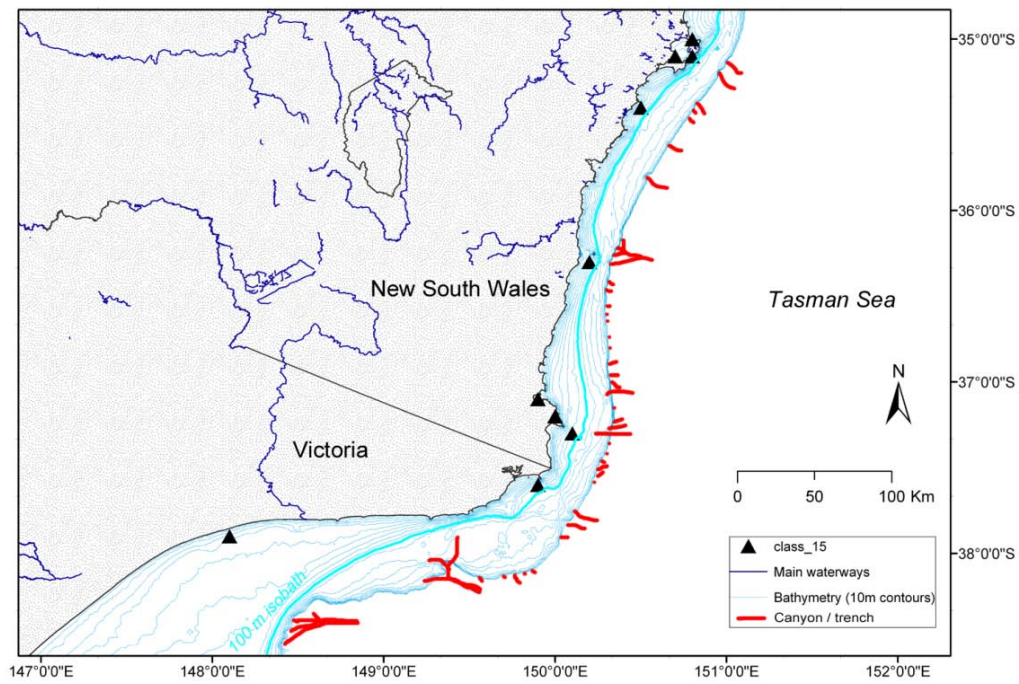 35°0'0"S
36°0'0"S
New South Wales
Tasman Sea
N
37°0'0"S
Victoria
0 50 100 Km
class_15
38°0'0"S
Main waterways
Bathymetry (10m contours)
100 m isobath
Canyon / trench
147°0'0"E 148°0'0"E 149°0'0"E 150°0'0"E 151°0'0"E 152°0'0"E